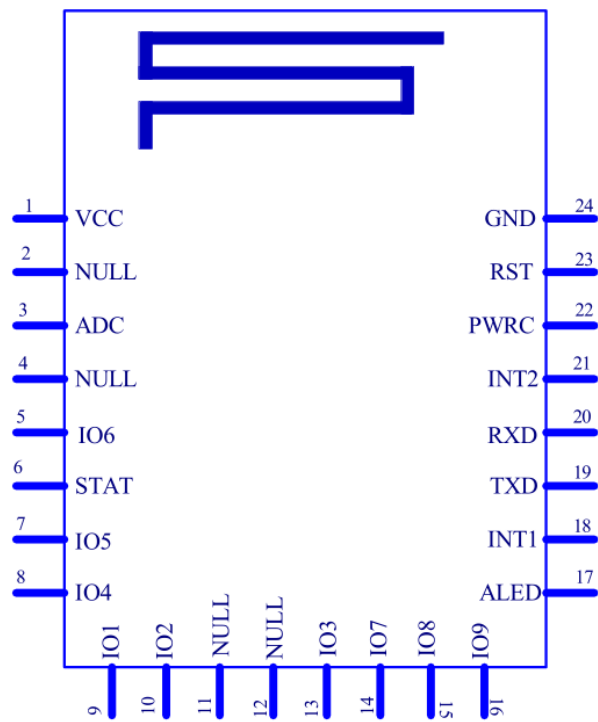 1 VCC GND 24
2 NULL RST 23
3 ADC PWRC 22
4 NULL INT2 21
5 IO6 RXD 20
6 STAT TXD 19
7 IO5 INT1 18
8 IO4 ALED 17
IO1 IO2 NULL NULL IO3 IO7 IO8 IO9
9 10 11 12 13 14 15 16